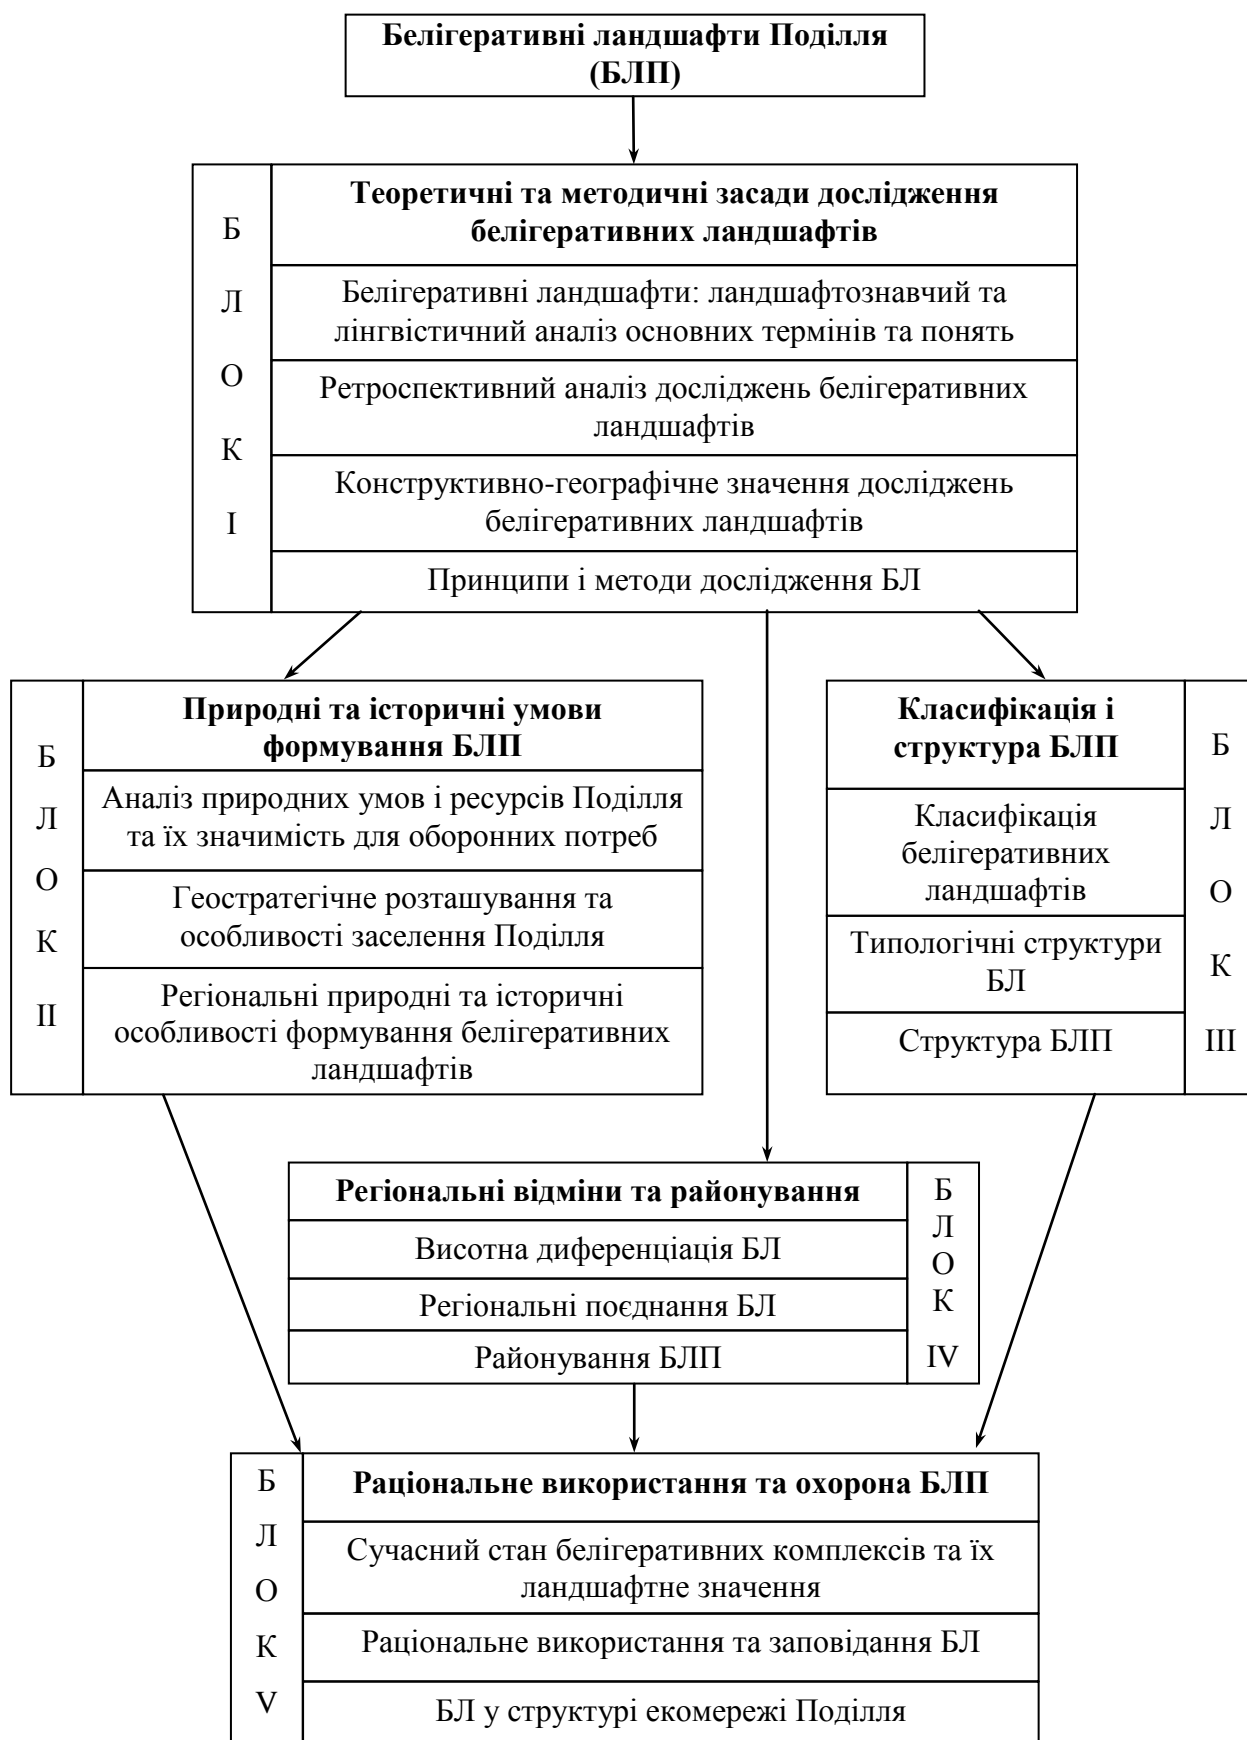 Белігеративні ландшафти Поділля
(БЛП)
Б
Л
О
К
І
Теоретичні та методичні засади дослідження
белігеративних ландшафтів
Белігеративні ландшафти: ландшафтознавчий та
лінгвістичний аналіз основних термінів та понять
Ретроспективний аналіз досліджень белігеративних
ландшафтів
Конструктивно-географічне значення досліджень
белігеративних ландшафтів
Принципи і методи дослідження БЛ
Б
Л
О
К
ІІ
Природні та історичні умови
формування БЛП
Аналіз природних умов і ресурсів Поділля
та їх значимість для оборонних потреб
Геостратегічне розташування та
особливості заселення Поділля
Регіональні природні та історичні
особливості формування белігеративних
ландшафтів
Класифікація і
структура БЛП
Класифікація
белігеративних
ландшафтів
Типологічні структури
БЛ
Структура БЛП
Б
Л
О
К
ІІІ
Регіональні відміни та районування
Висотна диференціація БЛ
Регіональні поєднання БЛ
Районування БЛП
Б
Л
О
К
IV
Б
Л
О
К
V
Раціональне використання та охорона БЛП
Сучасний стан белігеративних комплексів та їх
ландшафтне значення
Раціональне використання та заповідання БЛ
БЛ у структурі екомережі Поділля